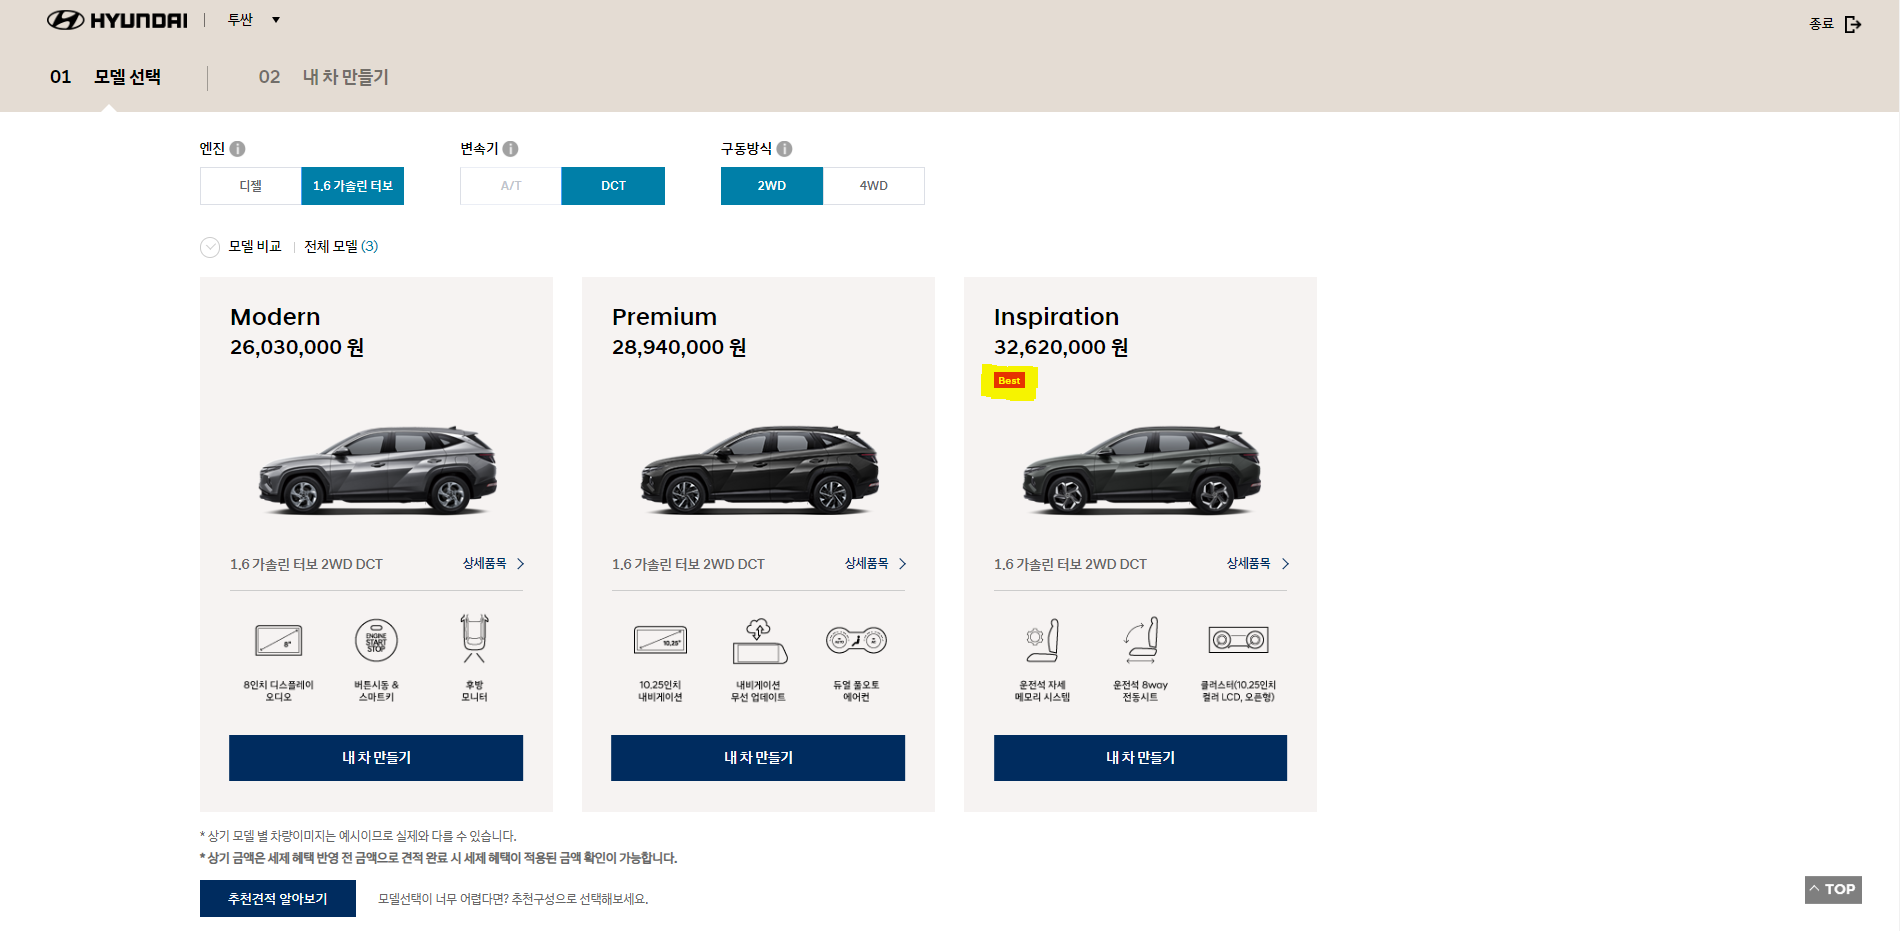 HYUNDAI
투싼
종료
01 모델 선택
02 내 차 만들기
엔진
디젤
1.6 가솔린 터보
변속기
A/T
DCT
구동방식
2WD
4WD
모델 비교
전체 모델 (3)
Modern
26,030,000 원
1.6 가솔린 터보 2WD DCT
상세품목
8"
ENGINE
START
STOP
8인치 디스플레이
오디오
버튼시동 &
스마트키
후방
모니터
내 차 만들기
Premium
28,940,000 원
1.6 가솔린 터보 2WD DCT
상세품목
10.25"
10.25인치
내비게이션
내비게이션
무선 업데이트
듀얼 풀오토
에어컨
내 차 만들기
Inspiration
32,620,000 원
Best
1.6 가솔린 터보 2WD DCT
상세품목
운전석 자세
메모리 시스템
운전석 8way
전동시트
클러스터(10.25인치
컬러 LCD, 오픈형)
내 차 만들기
* 상기 모델 별 차량이미지는 예시이므로 실제와 다를 수 있습니다.
* 상기 금액은 세제 혜택 반영 전 금액으로 견적 완료 시 세제 혜택이 적용된 금액 확인이 가능합니다.
추천견적 알아보기
모델선택이 너무 어렵다면? 추천구성으로 선택해보세요.
TOP